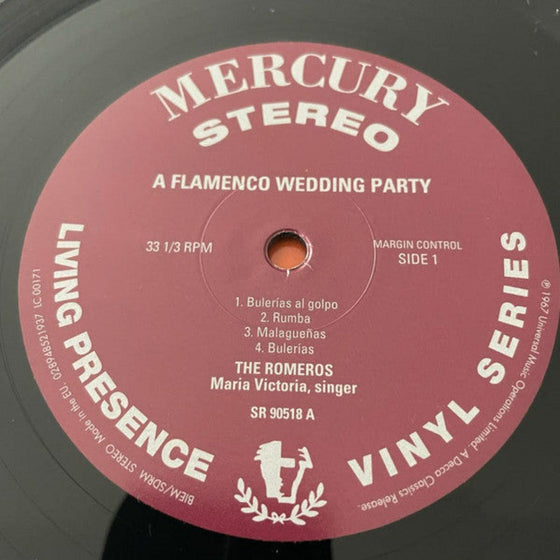 MERCURY
STEREO
A FLAMENCO WEDDING PARTY
33 1/3 RPM
MARGIN CONTROL
SIDE 1
1. Bulerías al golpo
2. Rumba
3. Malagueñas
4. Bulerías
THE ROMEROS
Maria Victoria, singer
SR 90518 A
LIVING PRESENCE
VINYL SERIES
BIEM/SDRM STEREO Made in the EU. 028948521937 LC 00171
℗ 1967 Universal Music Operations Limited. A Decca Classics Release.